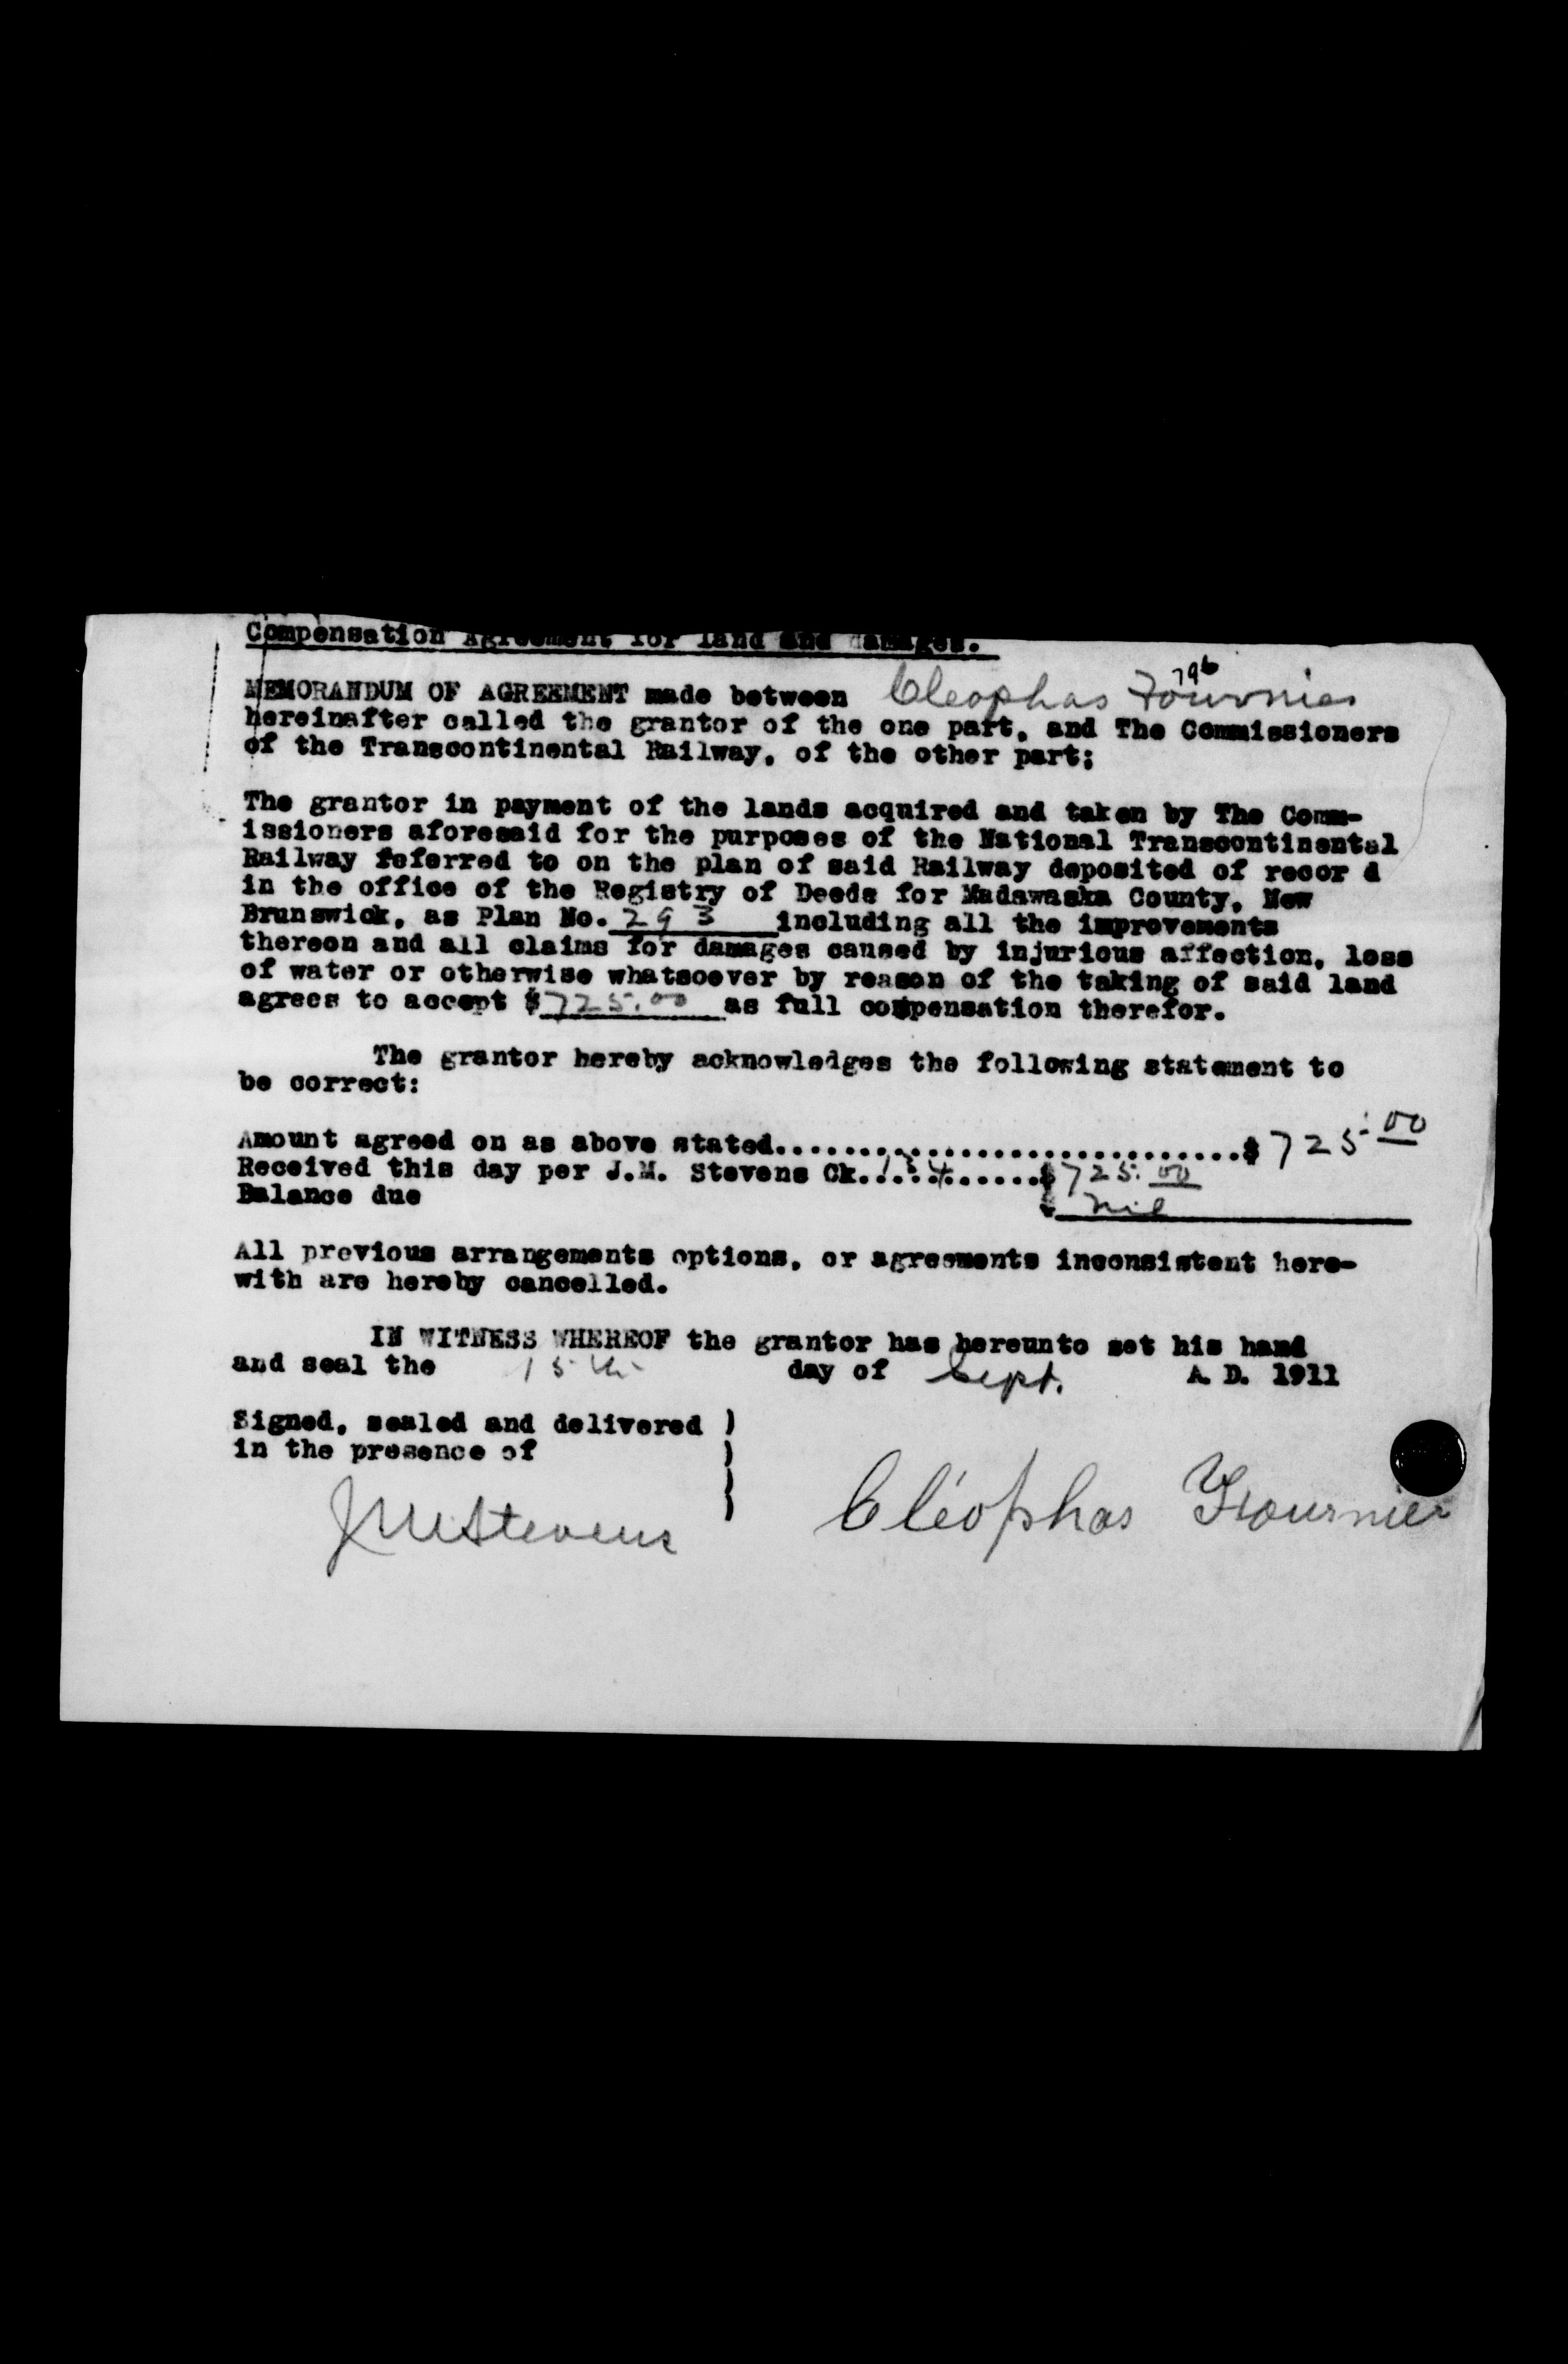 Compensation Agreement for land and damages.
796
MEMORANDUM OF AGREEMENT made between Cleophas Fournier
hereinafter called the grantor of the one part, and The Commissioners
of the Transcontinental Railway, of the other part;
The grantor in payment of the lands acquired and taken by The Comm-
issioners aforesaid for the purposes of the National Transcontinental
Railway feferred to on the plan of said Railway deposited of recor d
in the office of the Registry of Deeds for Madawaska County, New
Brunswick, as Plan No. 293 including all the improvements
thereon and all claims for damages caused by injurious affection, loss
of water or otherwise whatsoever by reason of the taking of said land
agrees to accept $725.00 as full compensation therefor.
The grantor hereby acknowledges the following statement to
be correct:
Amount agreed on as above stated..................................$ 725.00
Received this day per J.M. Stevens Ck.............$725.00
Balance due $ nil
All previous arrangements options, or agreements inconsistent here-
with are hereby cancelled.
IN WITNESS WHEREOF the grantor has hereunto set his hand
and seal the 15th day of Sept. A. D. 1911
Signed, sealed and delivered )
in the presence of )
)
)
JMStevens Cléophas Fournier